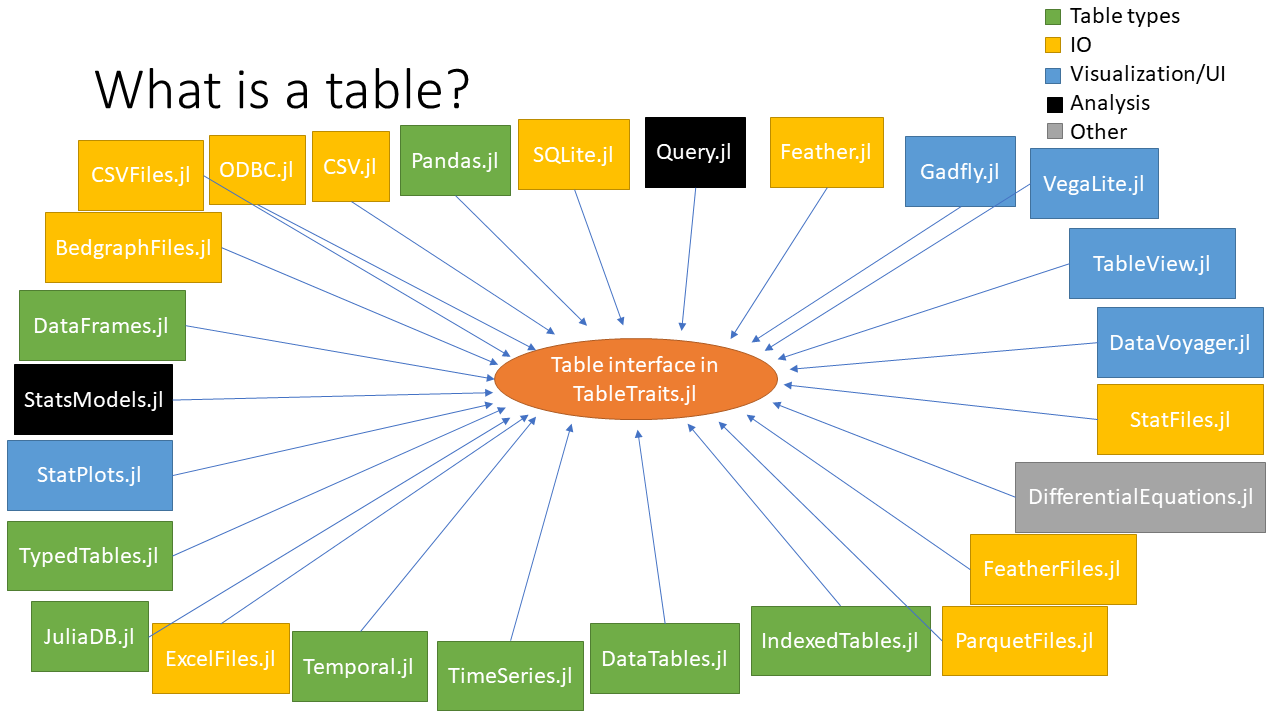 What is a table?
Table types
IO
Visualization/UI
Analysis
Other
CSVFiles.jl
ODBC.jl
CSV.jl
Pandas.jl
SQLite.jl
Query.jl
Feather.jl
Gadfly.jl
VegaLite.jl
BedgraphFiles.jl
TableView.jl
DataFrames.jl
DataVoyager.jl
Table interface in
TableTraits.jl
StatsModels.jl
StatFiles.jl
StatPlots.jl
DifferentialEquations.jl
TypedTables.jl
FeatherFiles.jl
JuliaDB.jl
ExcelFiles.jl
Temporal.jl
TimeSeries.jl
DataTables.jl
IndexedTables.jl
ParquetFiles.jl